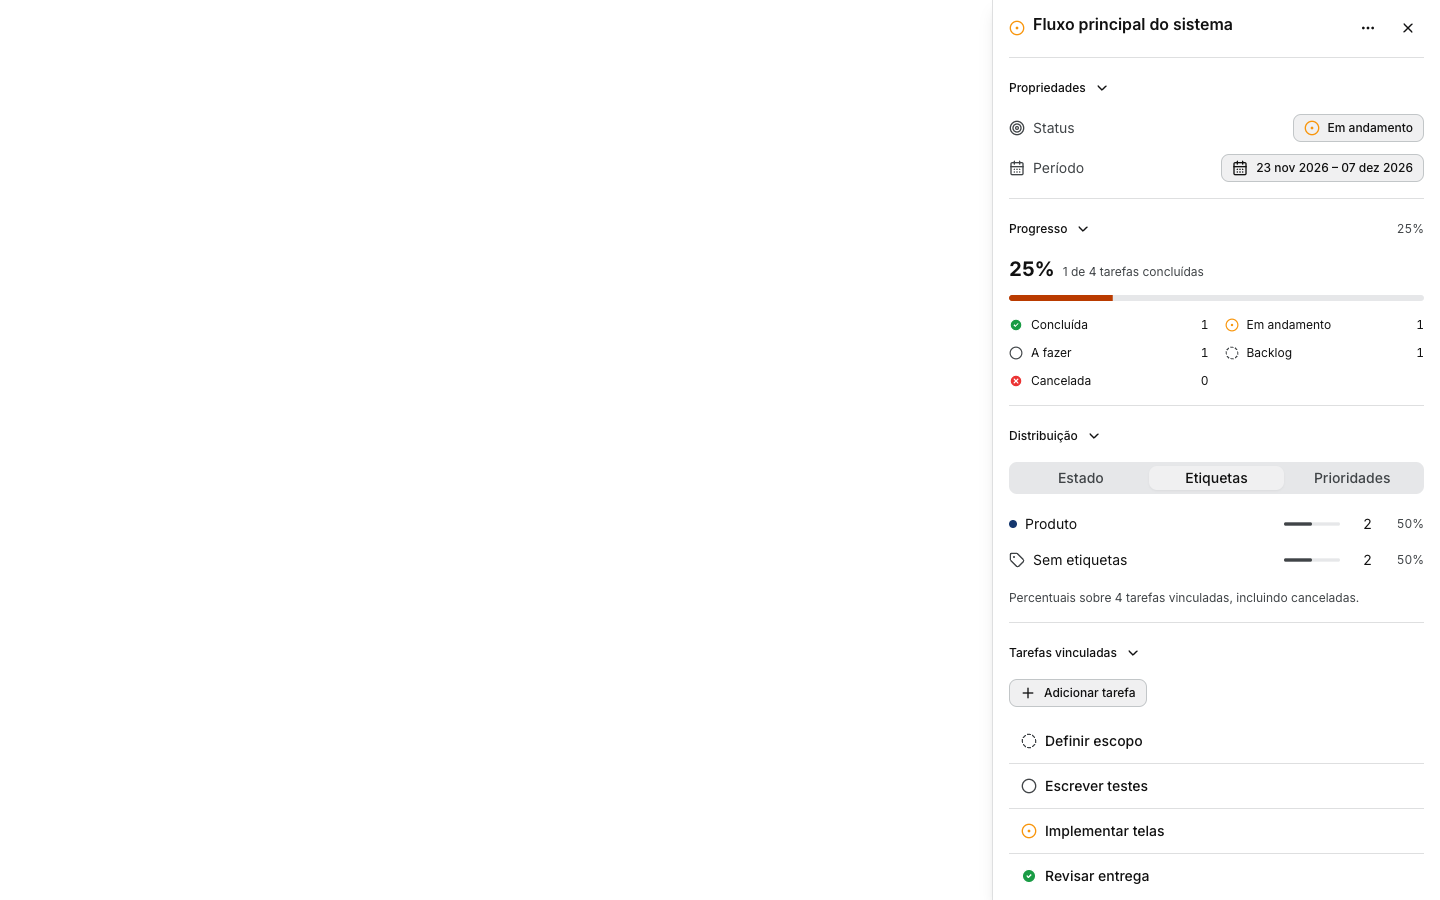 Fluxo principal do sistema
Propriedades
Status
Em andamento
Período
23 nov 2026 – 07 dez 2026
Progresso
25%
25% 1 de 4 tarefas concluídas
Concluída 1
Em andamento 1
A fazer 1
Backlog 1
Cancelada 0
Distribuição
Estado Etiquetas Prioridades
Produto 2 50%
Sem etiquetas 2 50%
Percentuais sobre 4 tarefas vinculadas, incluindo canceladas.
Tarefas vinculadas
Adicionar tarefa
Definir escopo
Escrever testes
Implementar telas
Revisar entrega